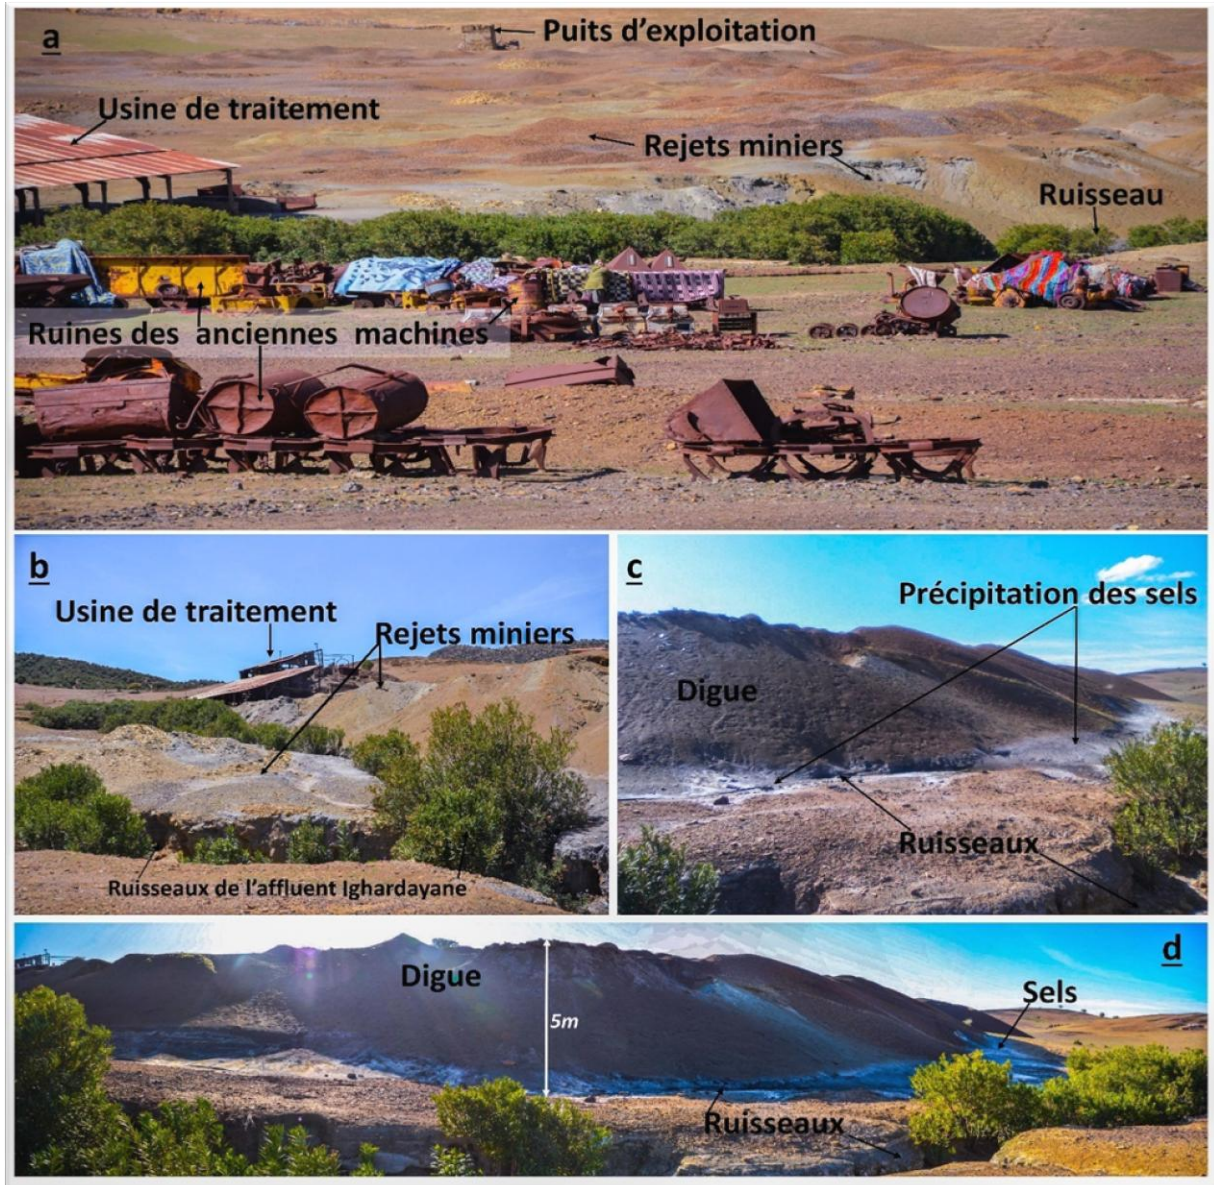 a
Puits d’exploitation
Usine de traitement
Rejets miniers
Ruisseau
Ruines des anciennes machines
b
Usine de traitement
Rejets miniers
Ruisseaux de l’affluent Ighardayane
c
Précipitation des sels
Digue
Ruisseaux
d
Digue
Sels
5m
Ruisseaux